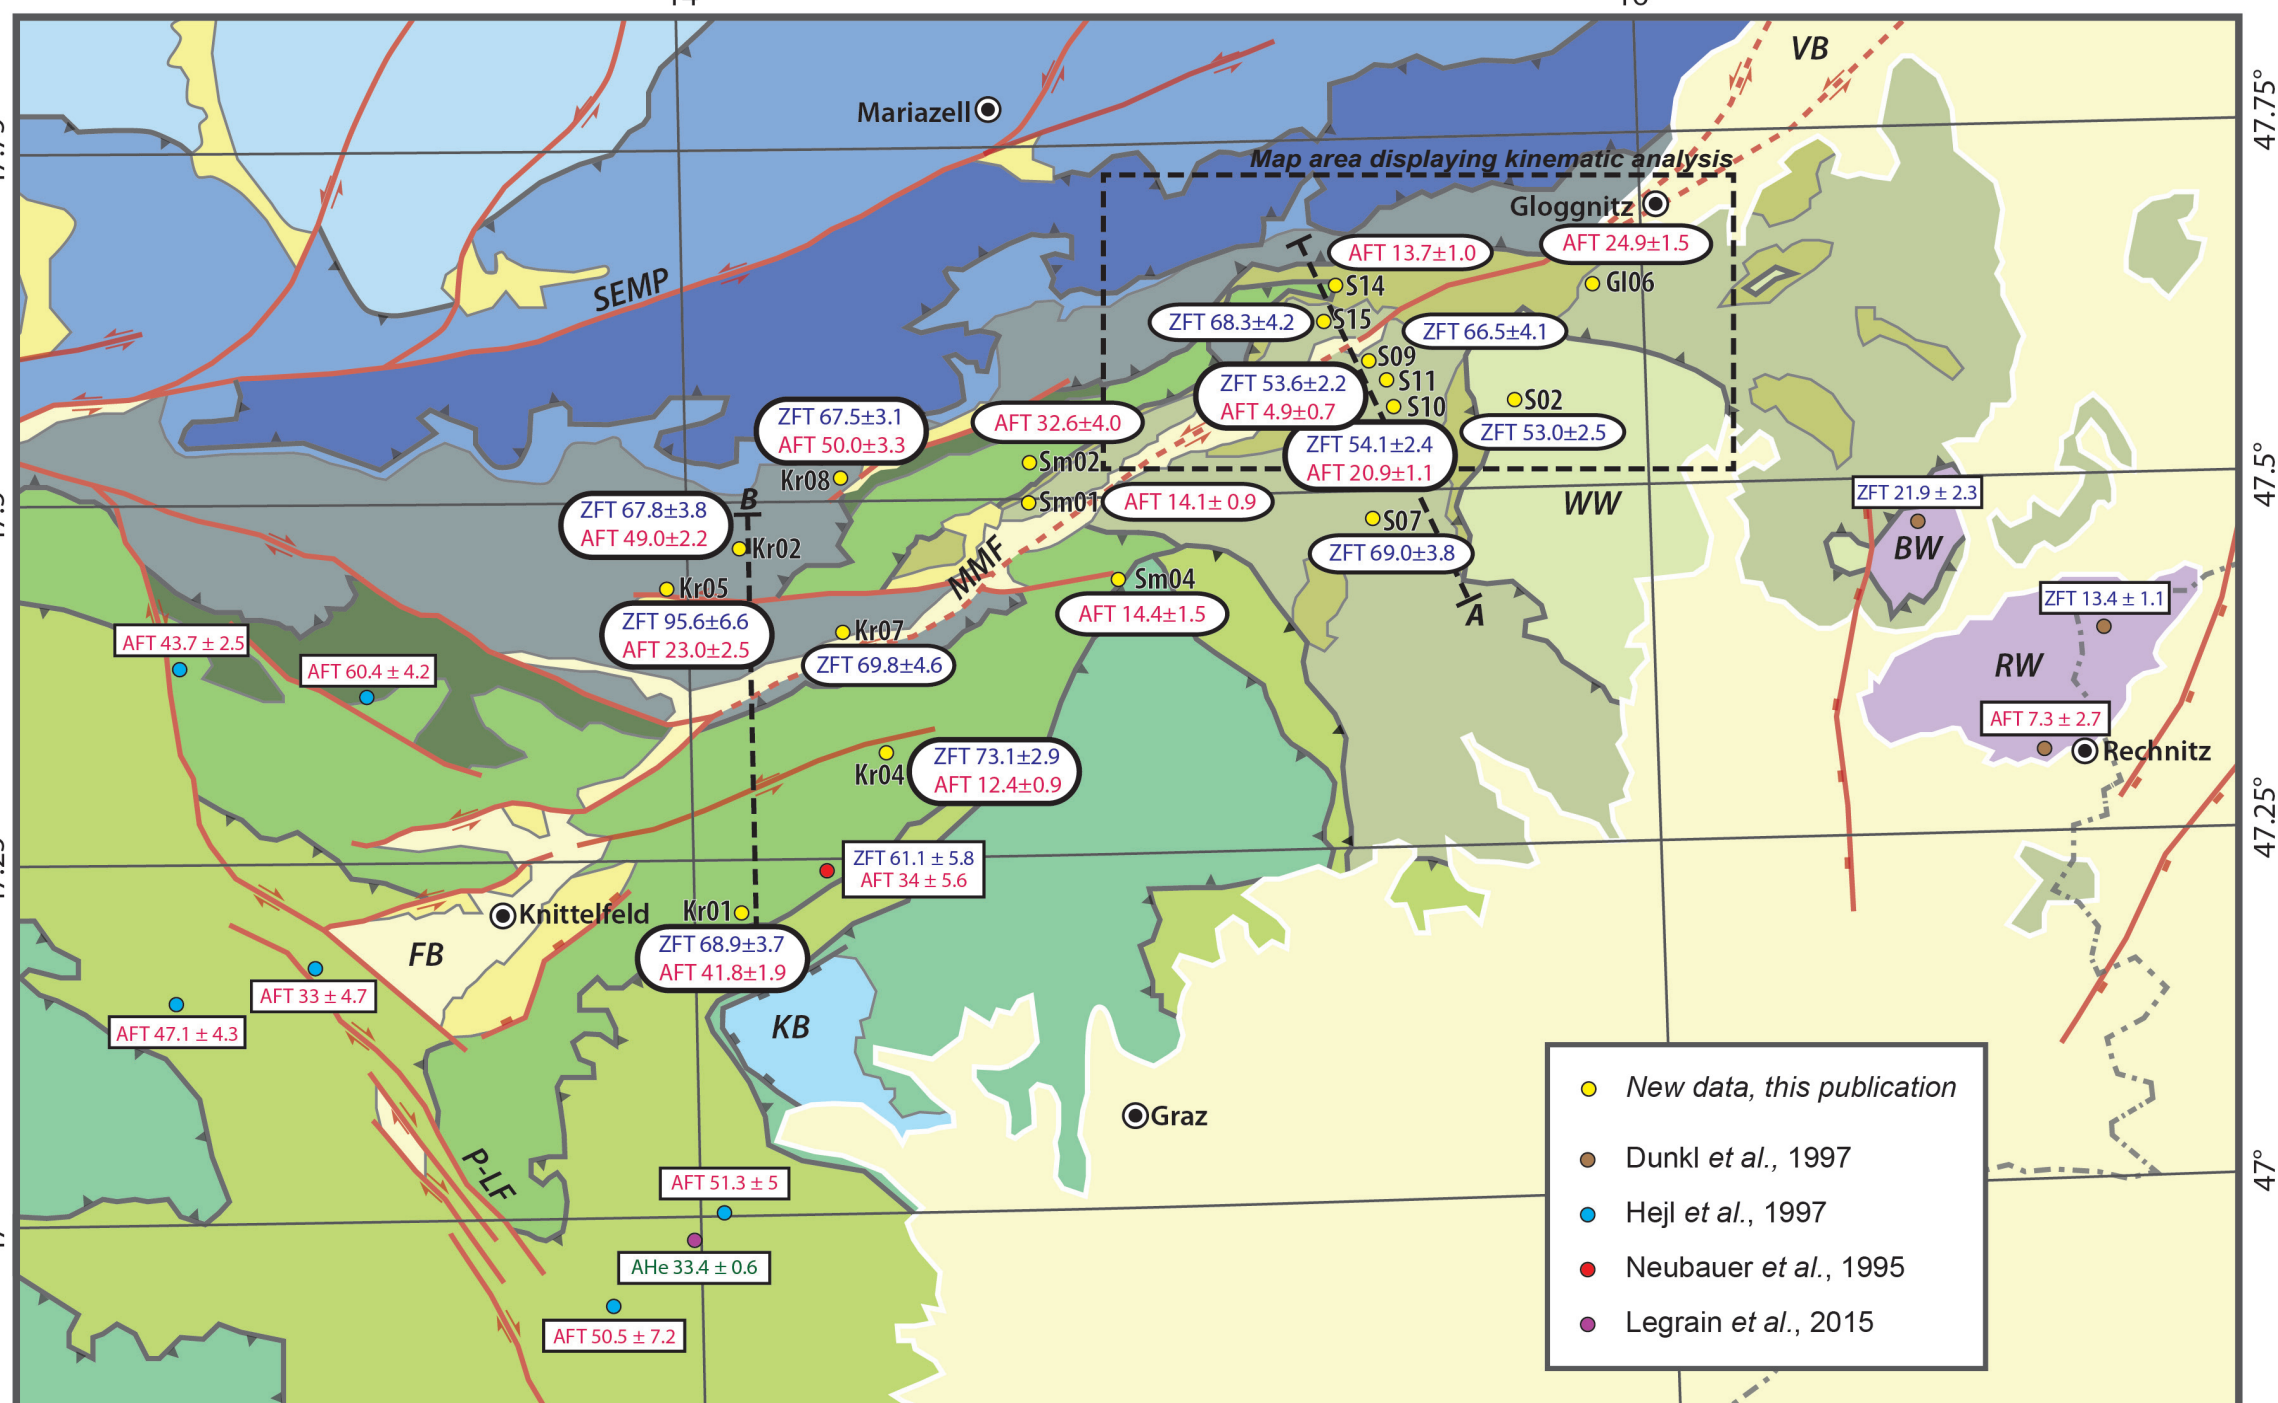 VB
47.75°
Mariazell
Map area displaying kinematic analysis
Gloggnitz
AFT 24.9±1.5
AFT 13.7±1.0
SEMP
S14
Gl06
ZFT 68.3±4.2
S15
ZFT 66.5±4.1
S09
ZFT 53.6±2.2
AFT 4.9±0.7
S11
S10
S02
ZFT 67.5±3.1
AFT 50.0±3.3
AFT 32.6±4.0
ZFT 53.0±2.5
ZFT 54.1±2.4
AFT 20.9±1.1
Sm02
Kr08
47.5°
ZFT 21.9 ± 2.3
B
Sm01
AFT 14.1± 0.9
WW
ZFT 67.8±3.8
AFT 49.0±2.2
S07
Kr02
BW
ZFT 69.0±3.8
MMF
Sm04
Kr05
ZFT 13.4 ± 1.1
A
AFT 14.4±1.5
ZFT 95.6±6.6
AFT 23.0±2.5
Kr07
AFT 43.7 ± 2.5
AFT 60.4 ± 4.2
ZFT 69.8±4.6
RW
AFT 7.3 ± 2.7
Rechnitz
Kr04
ZFT 73.1±2.9
AFT 12.4±0.9
47.25°
ZFT 61.1 ± 5.8
AFT 34 ± 5.6
Knittelfeld
Kr01
FB
ZFT 68.9±3.7
AFT 41.8±1.9
AFT 33 ± 4.7
AFT 47.1 ± 4.3
KB
Graz
P-LF
47°
AFT 51.3 ± 5
AHe 33.4 ± 0.6
AFT 50.5 ± 7.2
New data, this publication
Dunkl et al., 1997
Hejl et al., 1997
Neubauer et al., 1995
Legrain et al., 2015